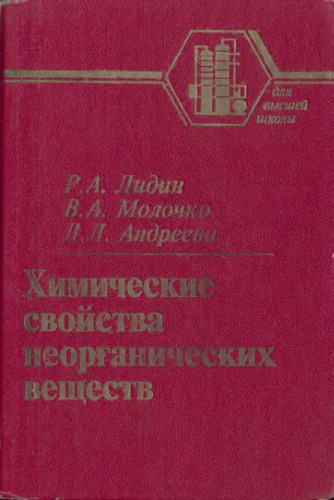 для
высшей
школы
Р.А. Лидин
В.А. Молочко
Л.Л. Андреева
Химические
свойства
неорганических
веществ